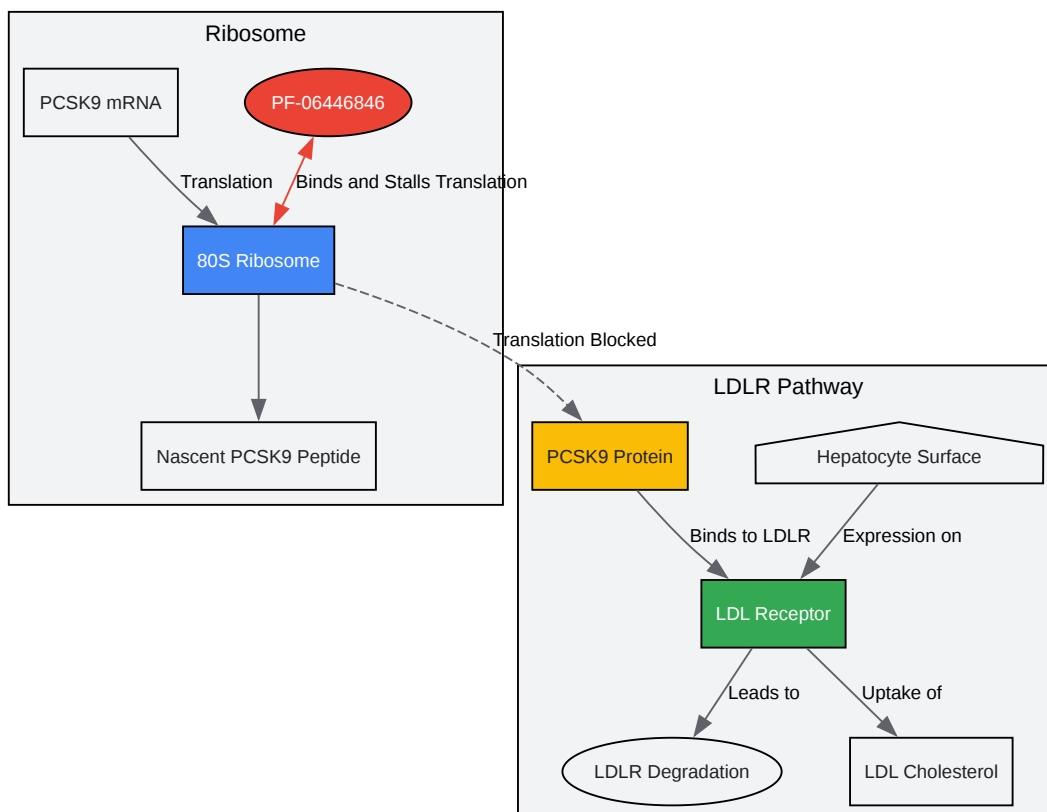 Ribosome
PCSK9 mRNA
PF-06446846
Translation
Binds and Stalls Translation
80S Ribosome
Translation Blocked
Nascent PCSK9 Peptide
LDLR Pathway
PCSK9 Protein
Hepatocyte Surface
Binds to LDLR
Expression on
LDL Receptor
Leads to
Uptake of
LDLR Degradation
LDL Cholesterol